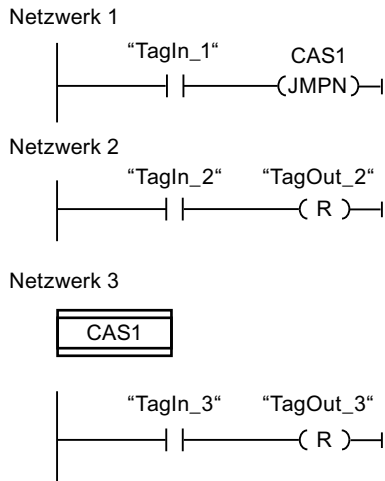 Netzwerk 1
“TagIn_1“ CAS1
JMPN
Netzwerk 2
“TagIn_2“ “TagOut_2“
R
Netzwerk 3
CAS1
“TagIn_3“ “TagOut_3“
R